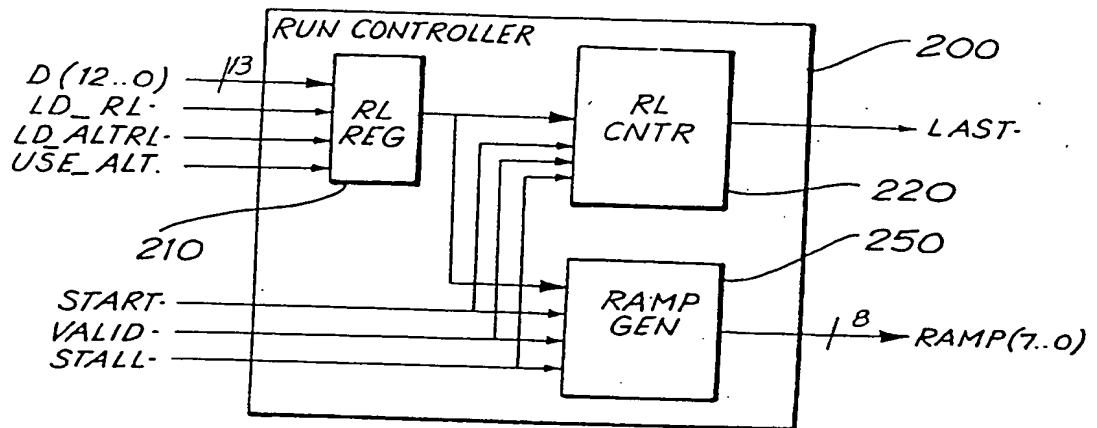 RUN CONTROLLER
200
D(12..0)
13
LD_RL-
LD_ALTRL-
USE_ALT.
RL
REG
RL
CNTR
LAST-
210
220
250
START-
VALID-
STALL-
RAMP
GEN
8
RAMP(7..0)